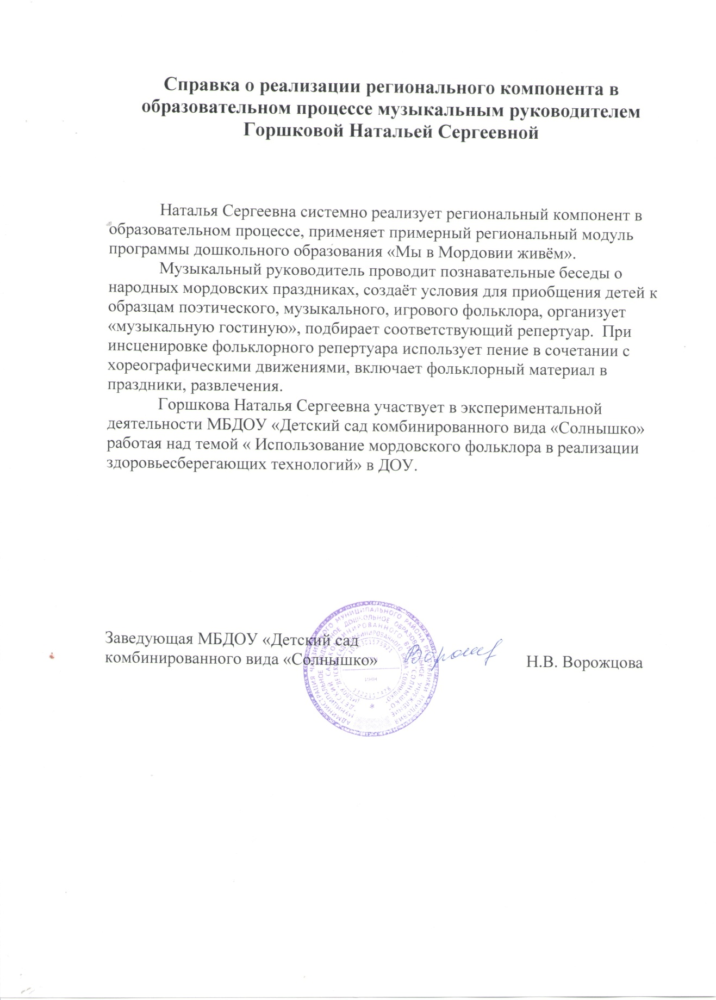 Справка о реализации регионального компонента в
образовательном процессе музыкальным руководителем
Горшковой Натальей Сергеевной
Наталья Сергеевна системно реализует региональный компонент в
образовательном процессе, применяет примерный региональный модуль
программы дошкольного образования «Мы в Мордовии живём».
Музыкальный руководитель проводит познавательные беседы о
народных мордовских праздниках, создаёт условия для приобщения детей к
образцам поэтического, музыкального, игрового фольклора, организует
«музыкальную гостиную», подбирает соответствующий репертуар.  При
инсценировке фольклорного репертуара использует пение в сочетании с
хореографическими движениями, включает фольклорный материал в
праздники, развлечения.
Горшкова Наталья Сергеевна участвует в экспериментальной
деятельности МБДОУ «Детский сад комбинированного вида «Солнышко»
работая над темой « Использование мордовского фольклора в реализации
здоровьесберегающих технологий» в ДОУ.
Заведующая МБДОУ «Детский сад
комбинированного вида «Солнышко»
Н.В. Ворожцова
ИНН